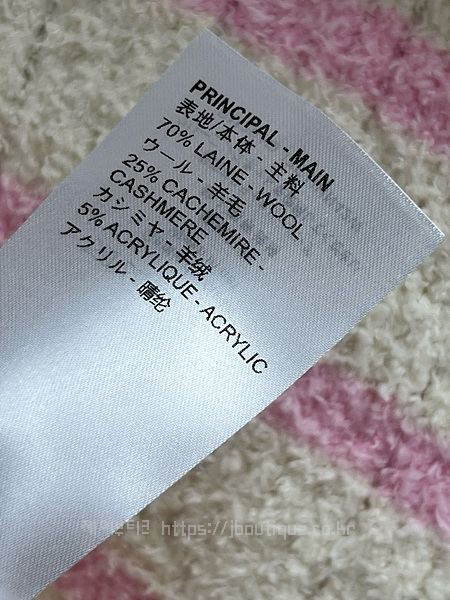 PRINCIPAL - MAIN
表地/本体 - 主料
70% LAINE - WOOL
ウール - 羊毛
25% CACHEMIRE -
CASHMERE
カシミヤ - 羊绒
5% ACRYLIQUE - ACRYLIC
アクリル - 腈纶
https://jboutique.co.kr